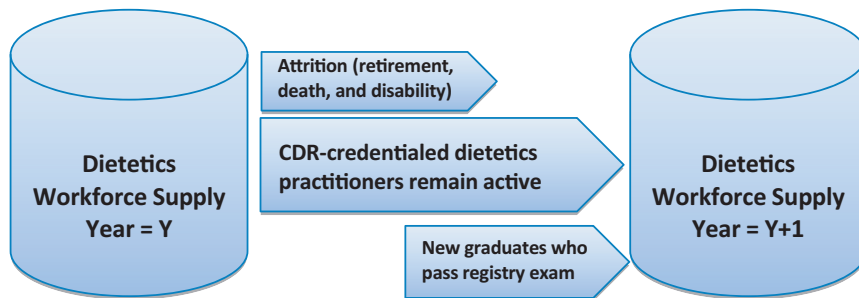 Dietetics
Workforce Supply
Year = Y
Attrition (retirement,
death, and disability)
CDR-credentialed dietetics
practitioners remain active
New graduates who
pass registry exam
Dietetics
Workforce Supply
Year = Y+1